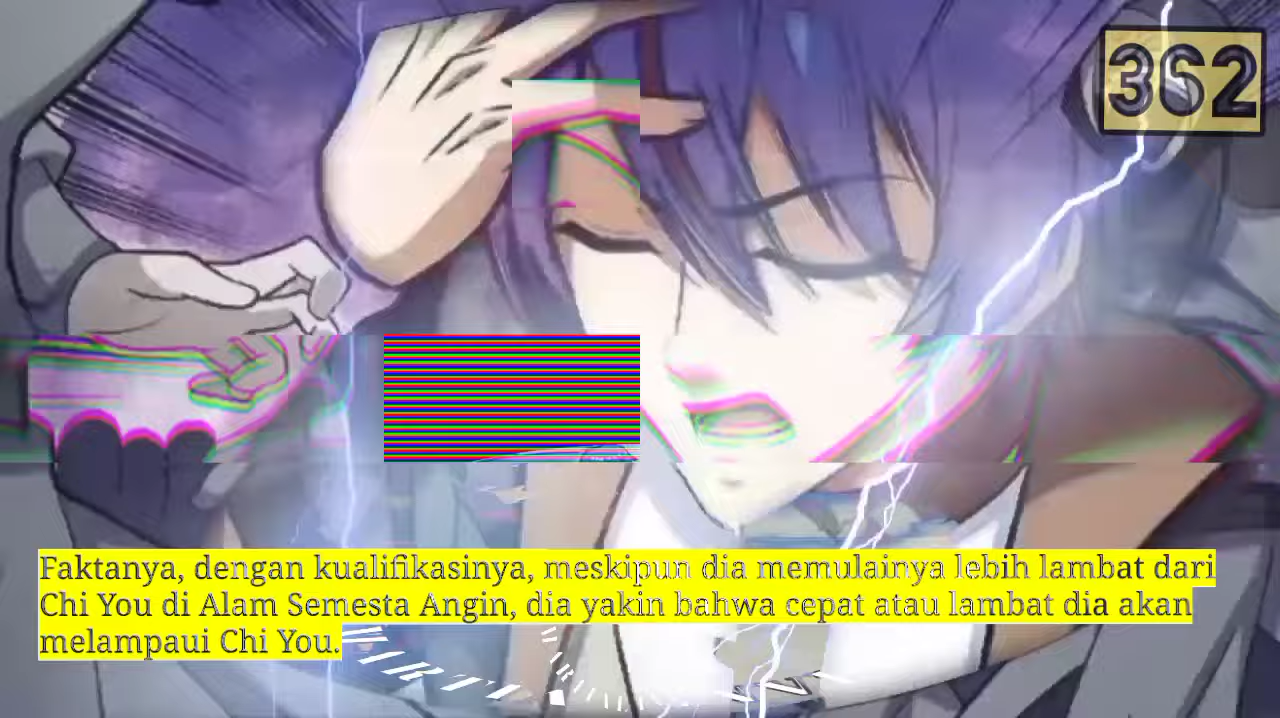 362
Faktanya, dengan kualifikasinya, meskipun dia memulainya lebih lambat dari
Chi You di Alam Semesta Angin, dia yakin bahwa cepat atau lambat dia akan
melampaui Chi You.